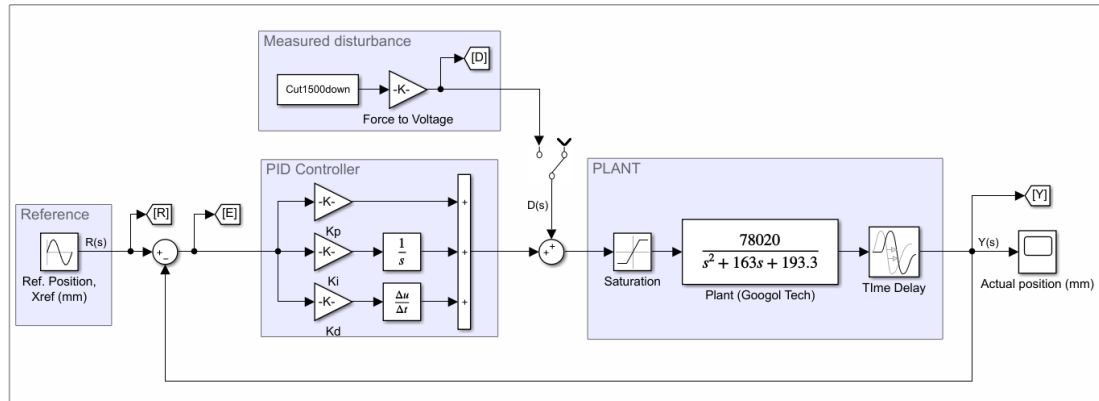 Measured disturbance
[D]
Cut1500down
-K-
Force to Voltage
PID Controller
PLANT
Reference
[R]
[E]
-K-
+
D(s)
[Y]
R(s)
+
−
Kp
-K-
1
s
+
+
+
78020
s² + 163s + 193.3
Y(s)
Ref. Position,
Xref (mm)
Ki
Saturation
Plant (Googol Tech)
TIme Delay
Actual position (mm)
-K-
Δu
Δt
+
Kd